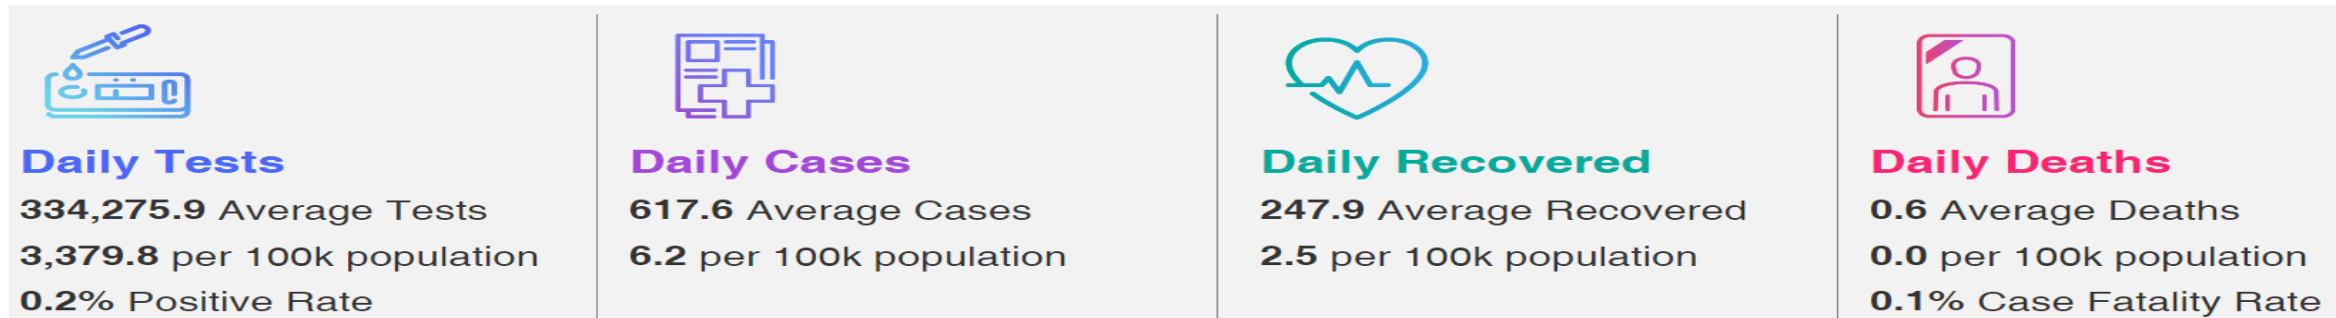 Daily Tests
334,275.9 Average Tests
3,379.8 per 100k population
0.2% Positive Rate
Daily Cases
617.6 Average Cases
6.2 per 100k population
Daily Recovered
247.9 Average Recovered
2.5 per 100k population
Daily Deaths
0.6 Average Deaths
0.0 per 100k population
0.1% Case Fatality Rate